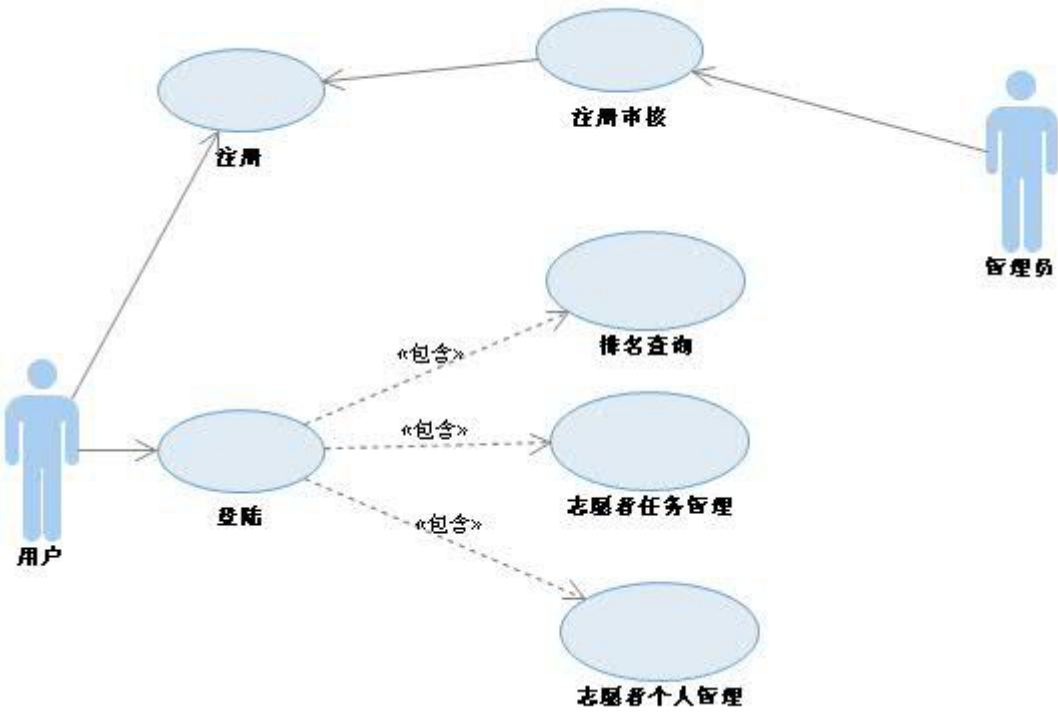 注册审核
注册
管理员
排名查询
«包含»
«包含»
志愿者任务管理
登陆
«包含»
用户
志愿者个人管理